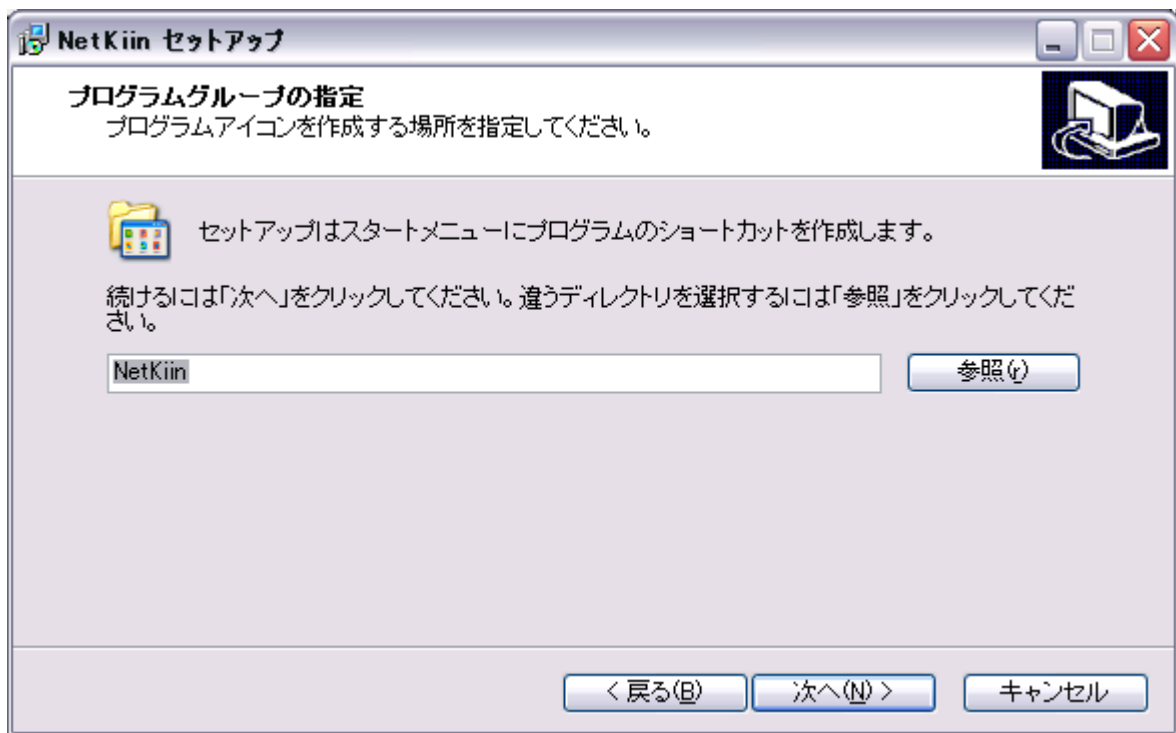 NetKiin セットアップ
プログラムグループの指定
プログラムアイコンを作成する場所を指定してください。
セットアップはスタートメニューにプログラムのショートカットを作成します。
続けるには「次へ」をクリックしてください。違うディレクトリを選択するには「参照」をクリックしてくだ
さい。
NetKiin
参照(r)
< 戻る(B)
次へ(N) >
キャンセル